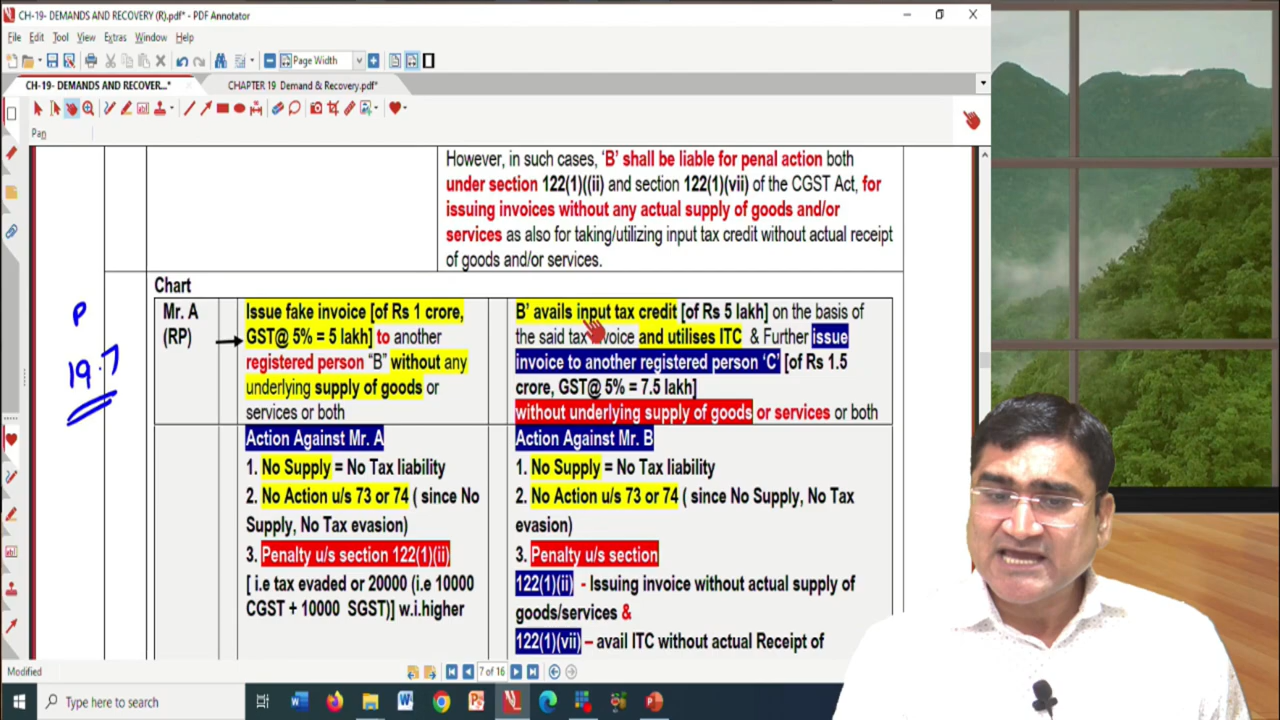 CH-19- DEMANDS AND RECOVERY (R).pdf* - PDF Annotator
File Edit Tool View Extras Window Help
Page Width
CH-19- DEMANDS AND RECOVER...* CHAPTER 19 Demand & Recovery.pdf*
Pan
However, in such cases, ‘B’ shall be liable for penal action both
under section 122(1)((ii) and section 122(1)(vii) of the CGST Act, for
issuing invoices without any actual supply of goods and/or
services as also for taking/utilizing input tax credit without actual receipt
of goods and/or services.
Chart
P
19.7
Mr. A
(RP)
Issue fake invoice [of Rs 1 crore,
GST@ 5% = 5 lakh] to another
registered person “B” without any
underlying supply of goods or
services or both
B’ avails input tax credit [of Rs 5 lakh] on the basis of
the said tax invoice and utilises ITC & Further issue
invoice to another registered person ‘C’ [of Rs 1.5
crore, GST@ 5% = 7.5 lakh]
without underlying supply of goods or services or both
Action Against Mr. A
1. No Supply = No Tax liability
2. No Action u/s 73 or 74 ( since No
Supply, No Tax evasion)
3. Penalty u/s section 122(1)(ii)
[ i.e tax evaded or 20000 (i.e 10000
CGST + 10000 SGST)] w.i.higher
Action Against Mr. B
1. No Supply = No Tax liability
2. No Action u/s 73 or 74 ( since No Supply, No Tax
evasion)
3. Penalty u/s section
122(1)(ii) - Issuing invoice without actual supply of
goods/services &
122(1)(vii) – avail ITC without actual Receipt of
Modified
7 of 16
Type here to search